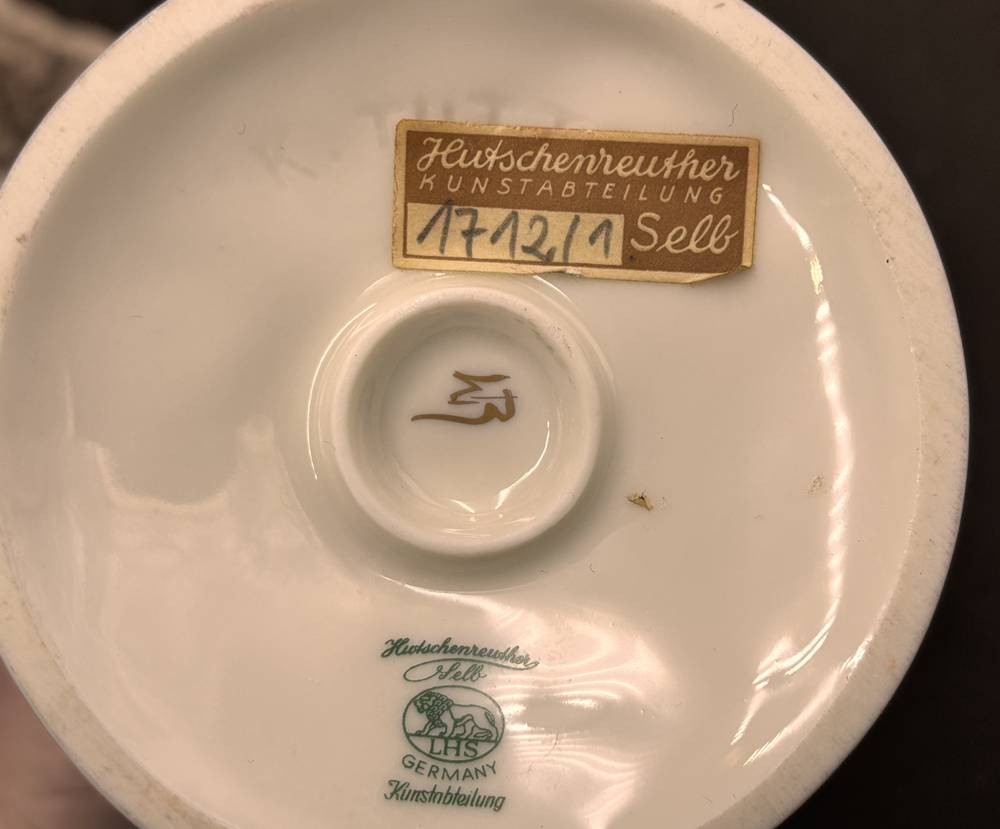 Hutschenreuther
KUNSTABTEILUNG
1712/1 Selb
Hutschenreuther
Selb
LHS
GERMANY
Kunstabteilung